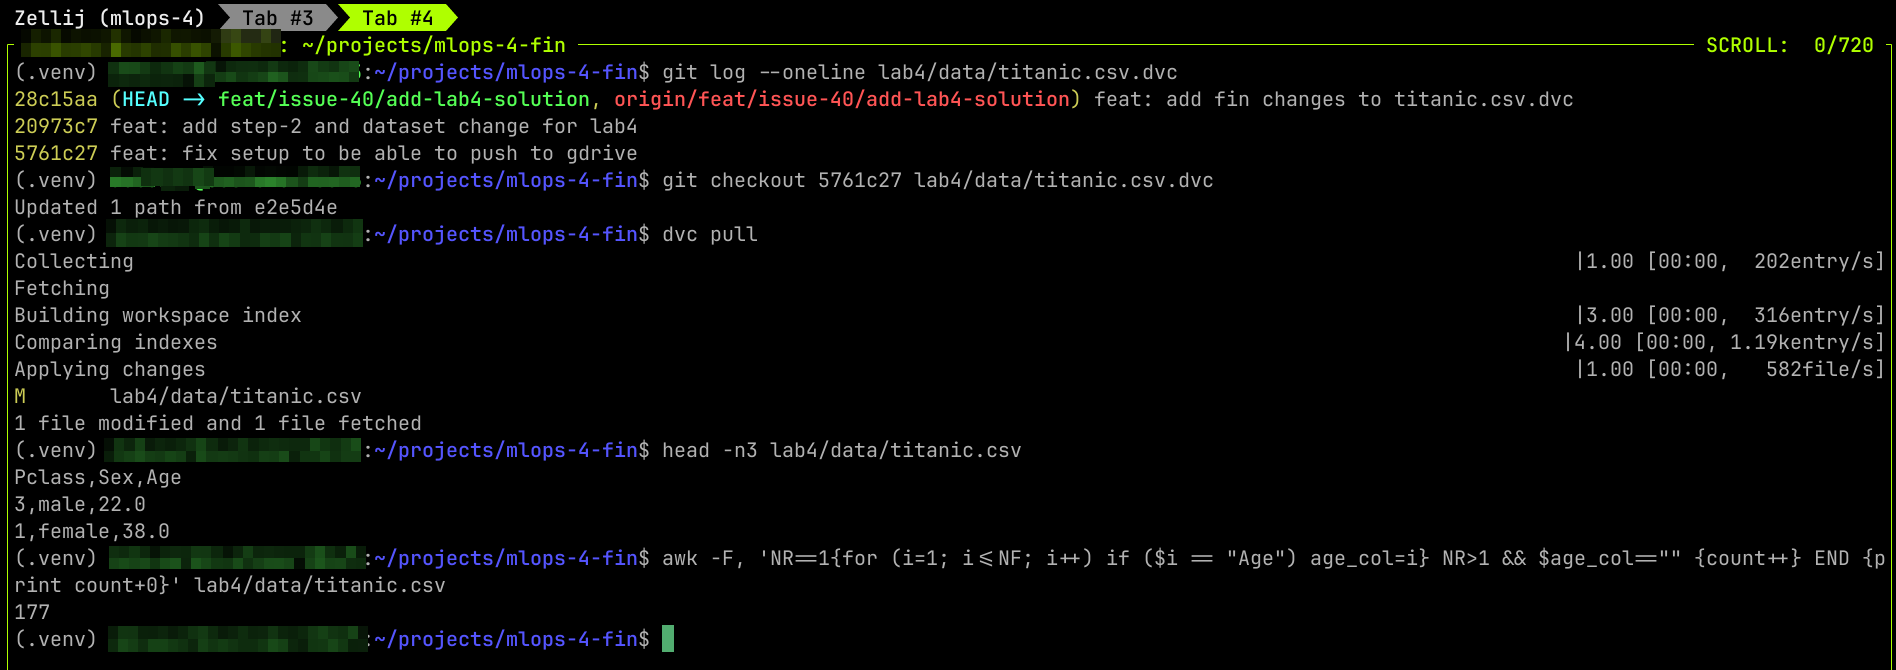 Zellij (mlops-4) Tab #3 Tab #4
: ~/projects/mlops-4-fin SCROLL: 0/720
(.venv) :~/projects/mlops-4-fin$ git log --oneline lab4/data/titanic.csv.dvc
28c15aa (HEAD -> feat/issue-40/add-lab4-solution, origin/feat/issue-40/add-lab4-solution) feat: add fin changes to titanic.csv.dvc
20973c7 feat: add step-2 and dataset change for lab4
5761c27 feat: fix setup to be able to push to gdrive
(.venv) :~/projects/mlops-4-fin$ git checkout 5761c27 lab4/data/titanic.csv.dvc
Updated 1 path from e2e5d4e
(.venv) :~/projects/mlops-4-fin$ dvc pull
Collecting |1.00 [00:00, 202entry/s]
Fetching
Building workspace index |3.00 [00:00, 316entry/s]
Comparing indexes |4.00 [00:00, 1.19kentry/s]
Applying changes |1.00 [00:00, 582file/s]
M lab4/data/titanic.csv
1 file modified and 1 file fetched
(.venv) :~/projects/mlops-4-fin$ head -n3 lab4/data/titanic.csv
Pclass,Sex,Age
3,male,22.0
1,female,38.0
(.venv) :~/projects/mlops-4-fin$ awk -F, 'NR==1{for (i=1; i<=NF; i++) if ($i == "Age") age_col=i} NR>1 && $age_col=="" {count++} END {p
rint count+0}' lab4/data/titanic.csv
177
(.venv) :~/projects/mlops-4-fin$